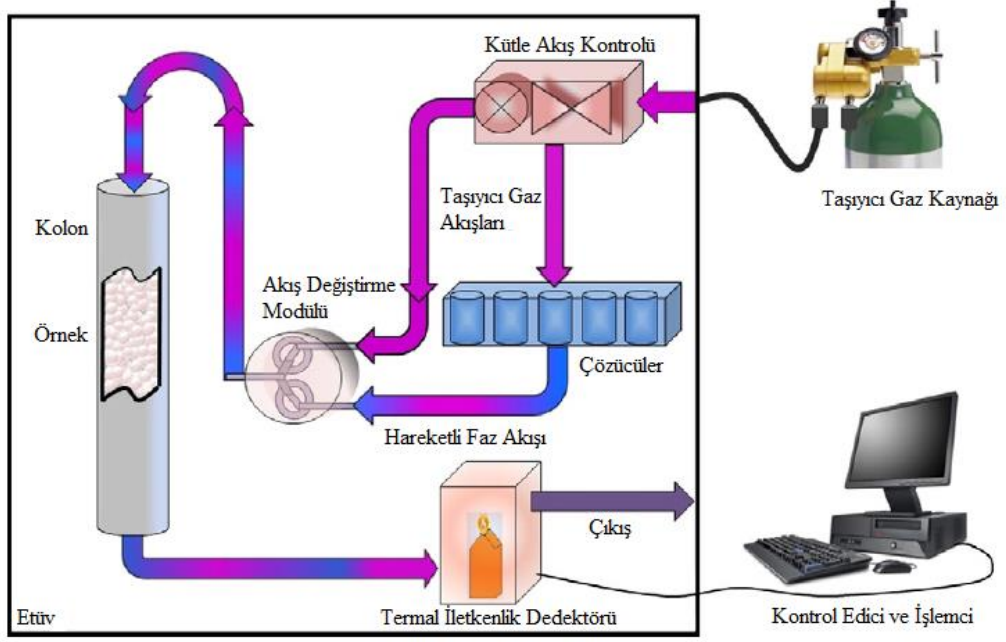 Kütle Akış Kontrolü
Taşıyıcı Gaz Kaynağı
Taşıyıcı Gaz
Akışları
Kolon
Akış Değiştirme
Modülü
Örnek
Çözücüler
Hareketli Faz Akışı
Çıkış
Etüv
Termal İletkenlik Dedektörü
Kontrol Edici ve İşlemci